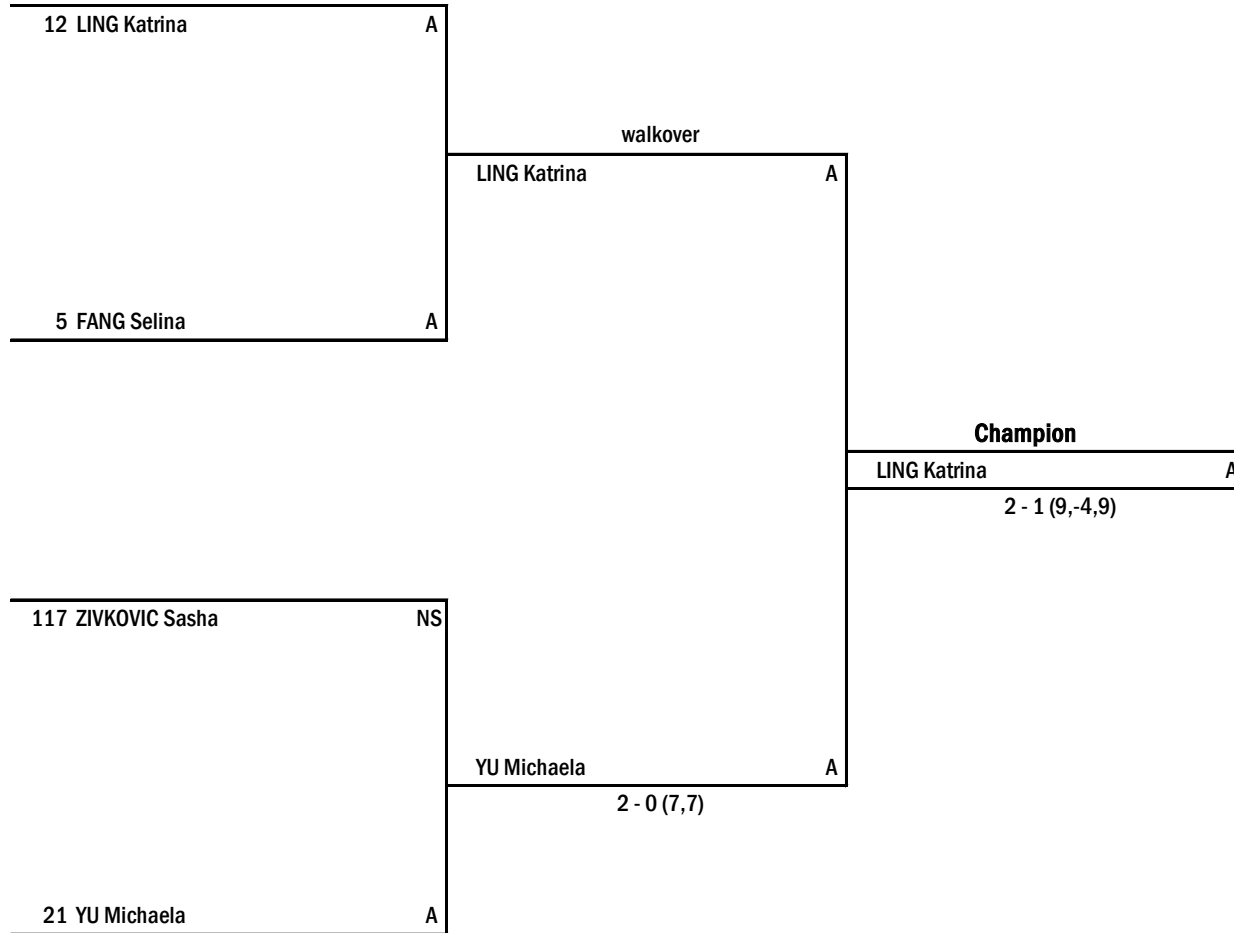 12 LING Katrina A
walkover
LING Katrina A
5 FANG Selina A
Champion
LING Katrina A
2 - 1 (9,-4,9)
117 ZIVKOVIC Sasha NS
YU Michaela A
2 - 0 (7,7)
21 YU Michaela A